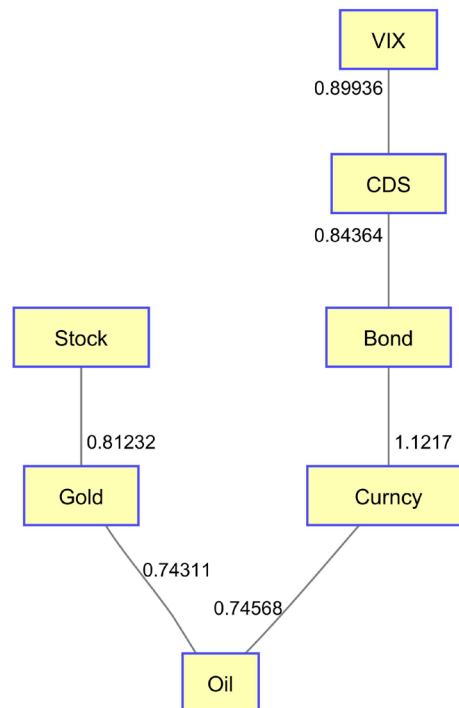 VIX
0.89936
CDS
0.84364
Stock
Bond
0.81232
1.1217
Gold
Curncy
0.74311
0.74568
Oil